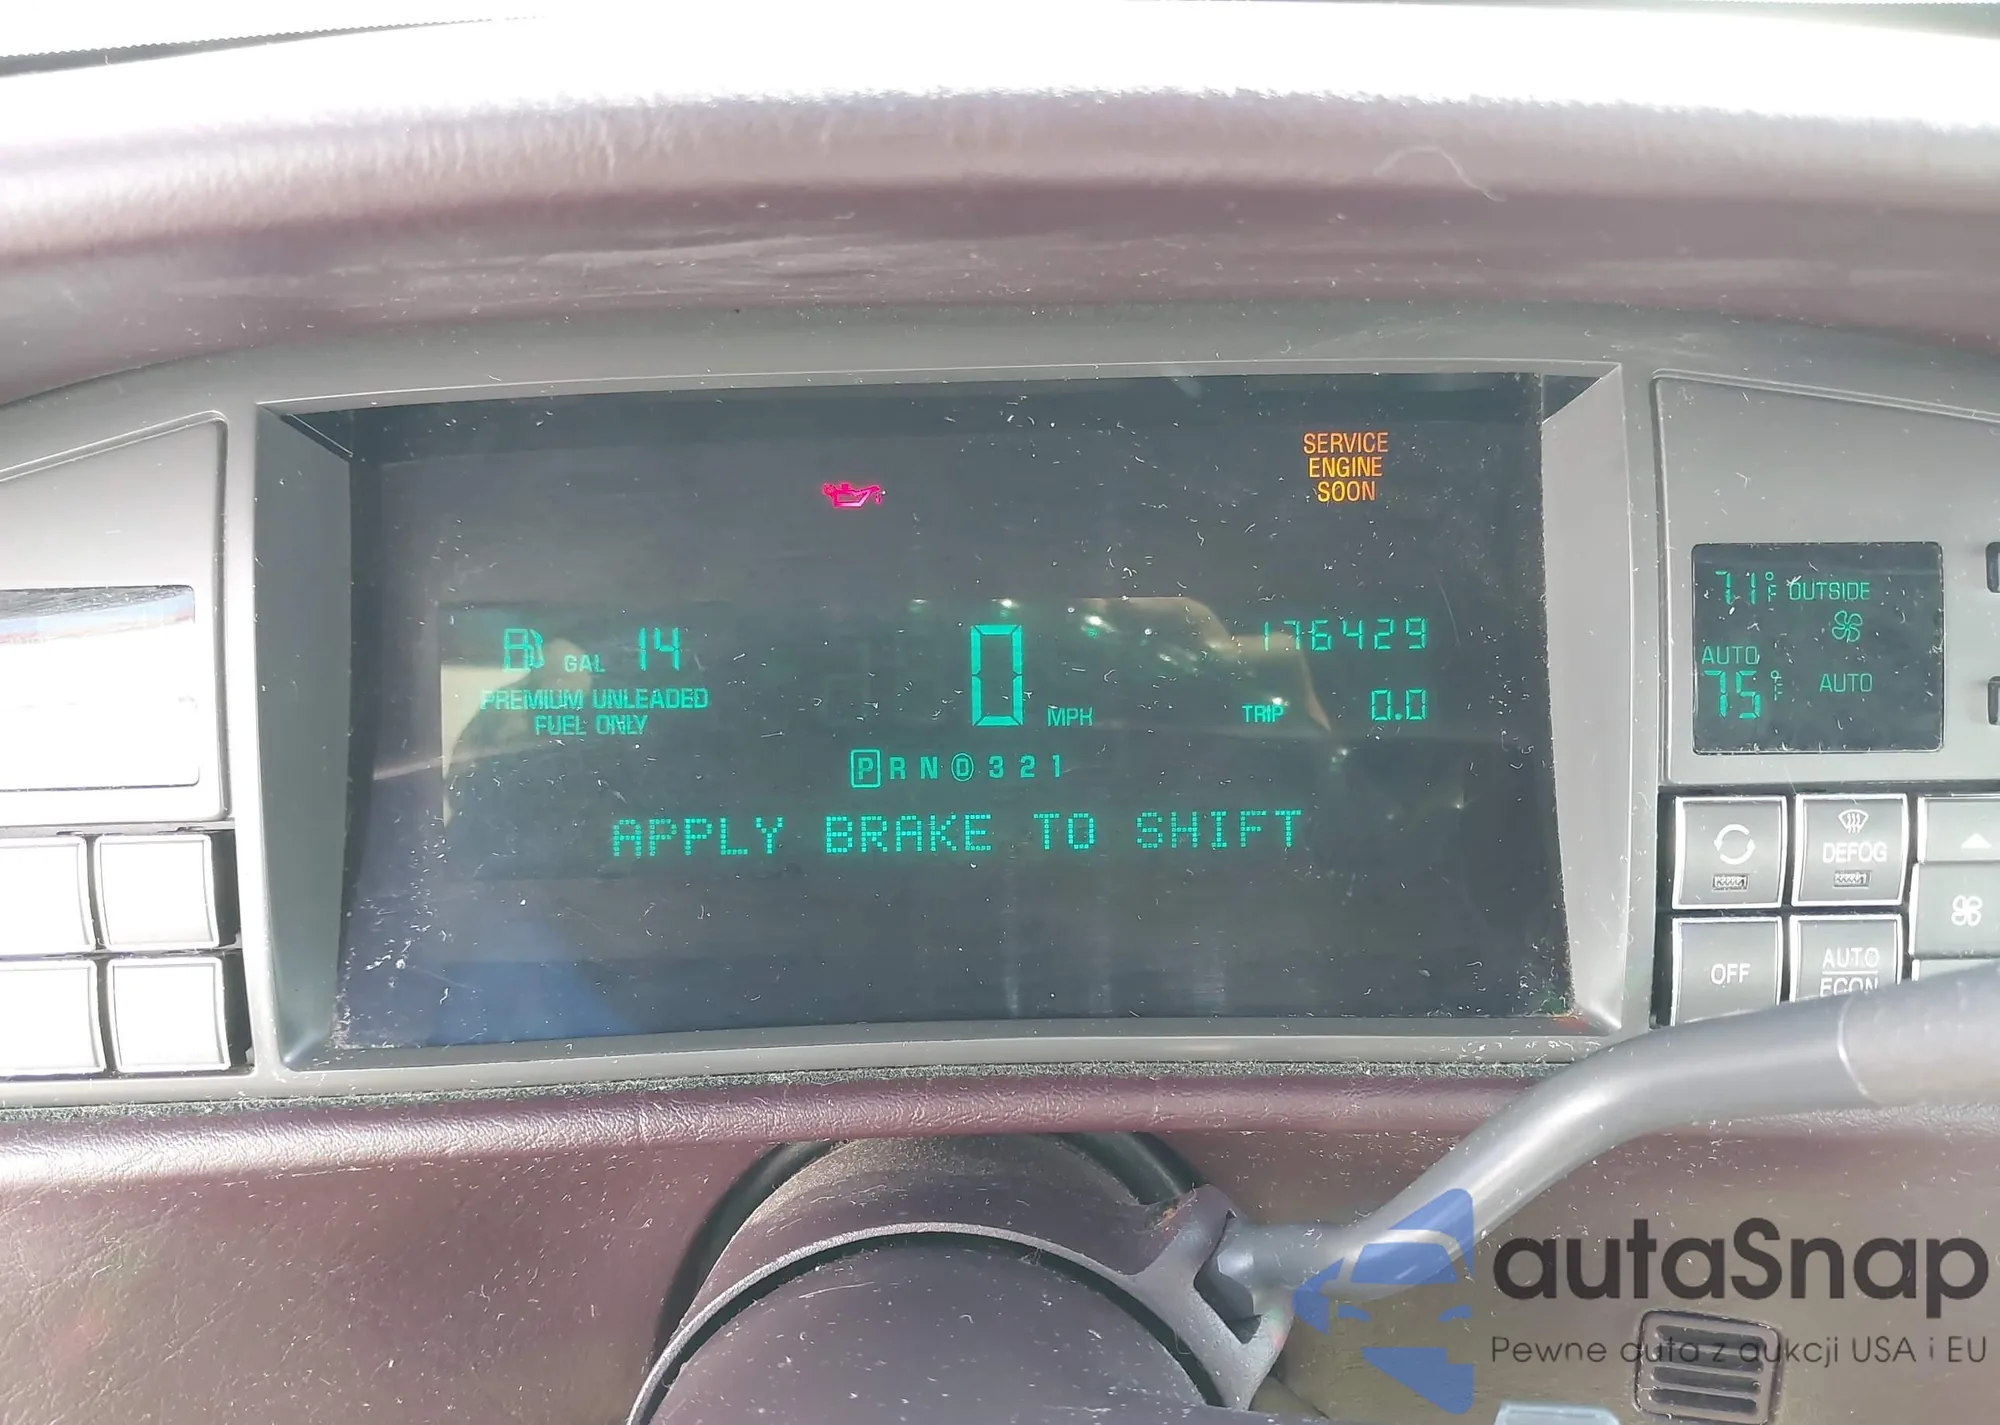 SERVICE
ENGINE
SOON
GAL 14
PREMIUM UNLEADED
FUEL ONLY
0 MPH
176429
TRIP 0.0
P R N D 3 2 1
APPLY BRAKE TO SHIFT
71°F OUTSIDE
AUTO
75°F AUTO
DEFOG
OFF
AUTO
ECON
autaSnap
Pewne auta z aukcji USA i EU